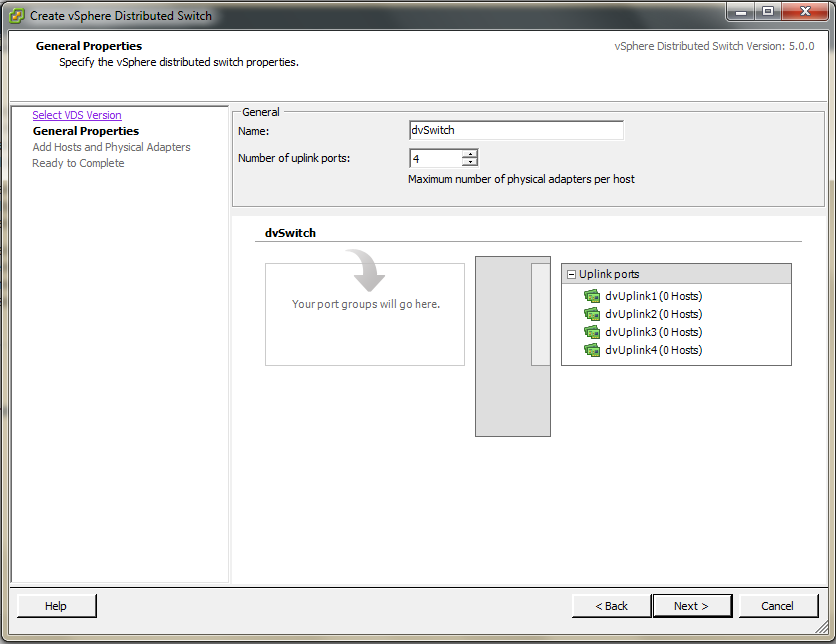 Create vSphere Distributed Switch
General Properties
Specify the vSphere distributed switch properties.
vSphere Distributed Switch Version: 5.0.0
Select VDS Version
General Properties
Add Hosts and Physical Adapters
Ready to Complete
General
Name:
dvSwitch
Number of uplink ports:
4
Maximum number of physical adapters per host
dvSwitch
Your port groups will go here.
Uplink ports
dvUplink1 (0 Hosts)
dvUplink2 (0 Hosts)
dvUplink3 (0 Hosts)
dvUplink4 (0 Hosts)
Help
< Back
Next >
Cancel